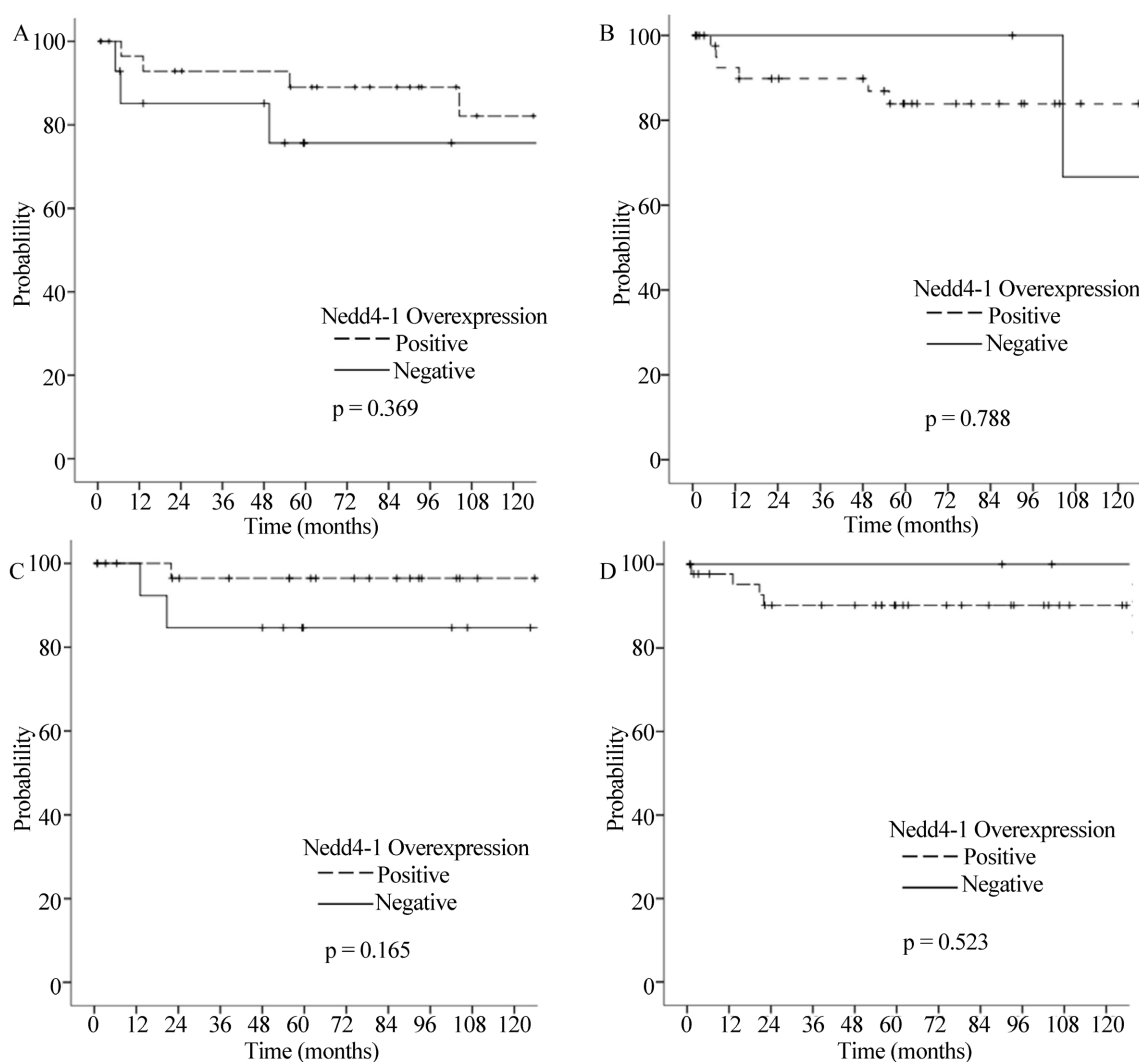 A
100
80
60
40
20
0
Probablility
Nedd4-1 Overexpression
Positive
Negative
p = 0.369
0 12 24 36 48 60 72 84 96 108 120
Time (months)
B
100
80
60
40
20
0
Probablility
Nedd4-1 Overexpression
Positive
Negative
p = 0.788
0 12 24 36 48 60 72 84 96 108 120
Time (months)
C
100
80
60
40
20
0
Probablility
Nedd4-1 Overexpression
Positive
Negative
p = 0.165
0 12 24 36 48 60 72 84 96 108 120
Time (months)
D
100
80
60
40
20
0
Probablility
Nedd4-1 Overexpression
Positive
Negative
p = 0.523
0 12 24 36 48 60 72 84 96 108 120
Time (months)